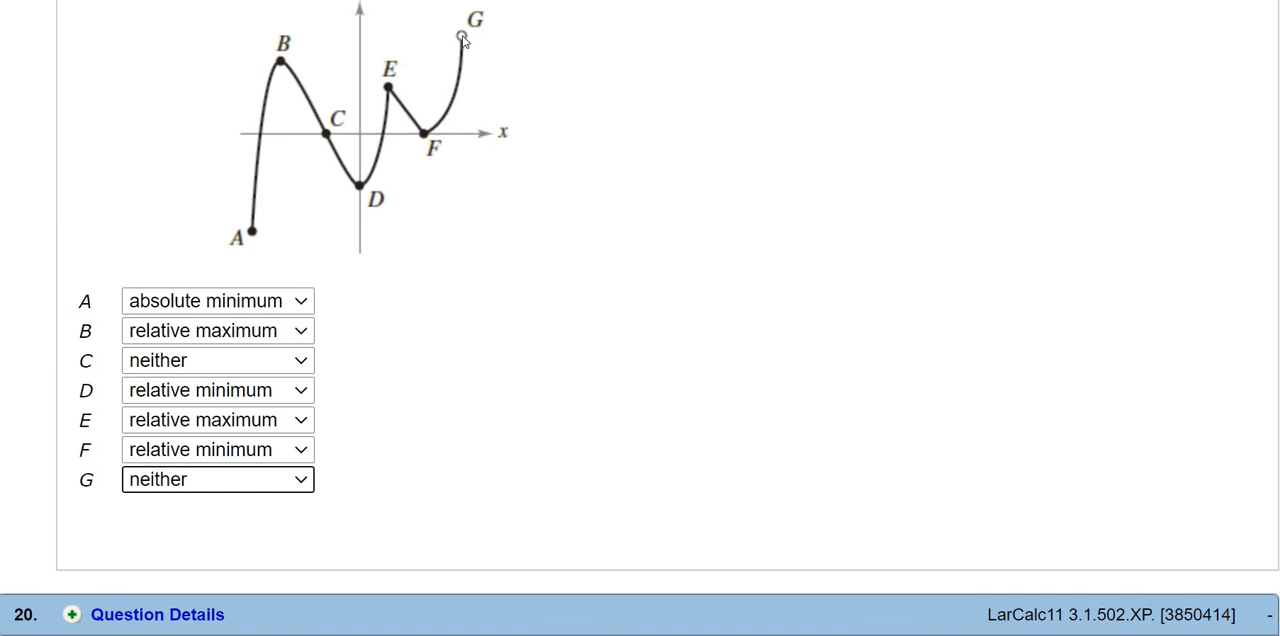 G
B
E
C
x
F
D
A
A absolute minimum
B relative maximum
C neither
D relative minimum
E relative maximum
F relative minimum
G neither
20. Question Details LarCalc11 3.1.502.XP. [3850414] -